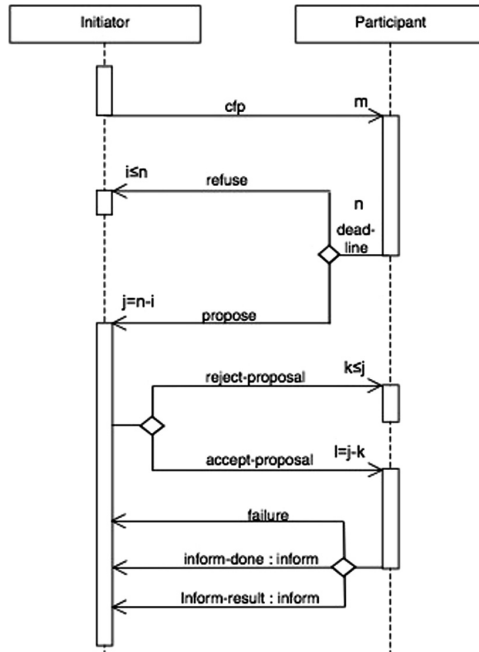 Initiator
Participant
cfp
m
i≤n
refuse
n
dead-
line
j=n-i
propose
reject-proposal
k≤j
accept-proposal
l=j-k
failure
inform-done : inform
Inform-result : inform